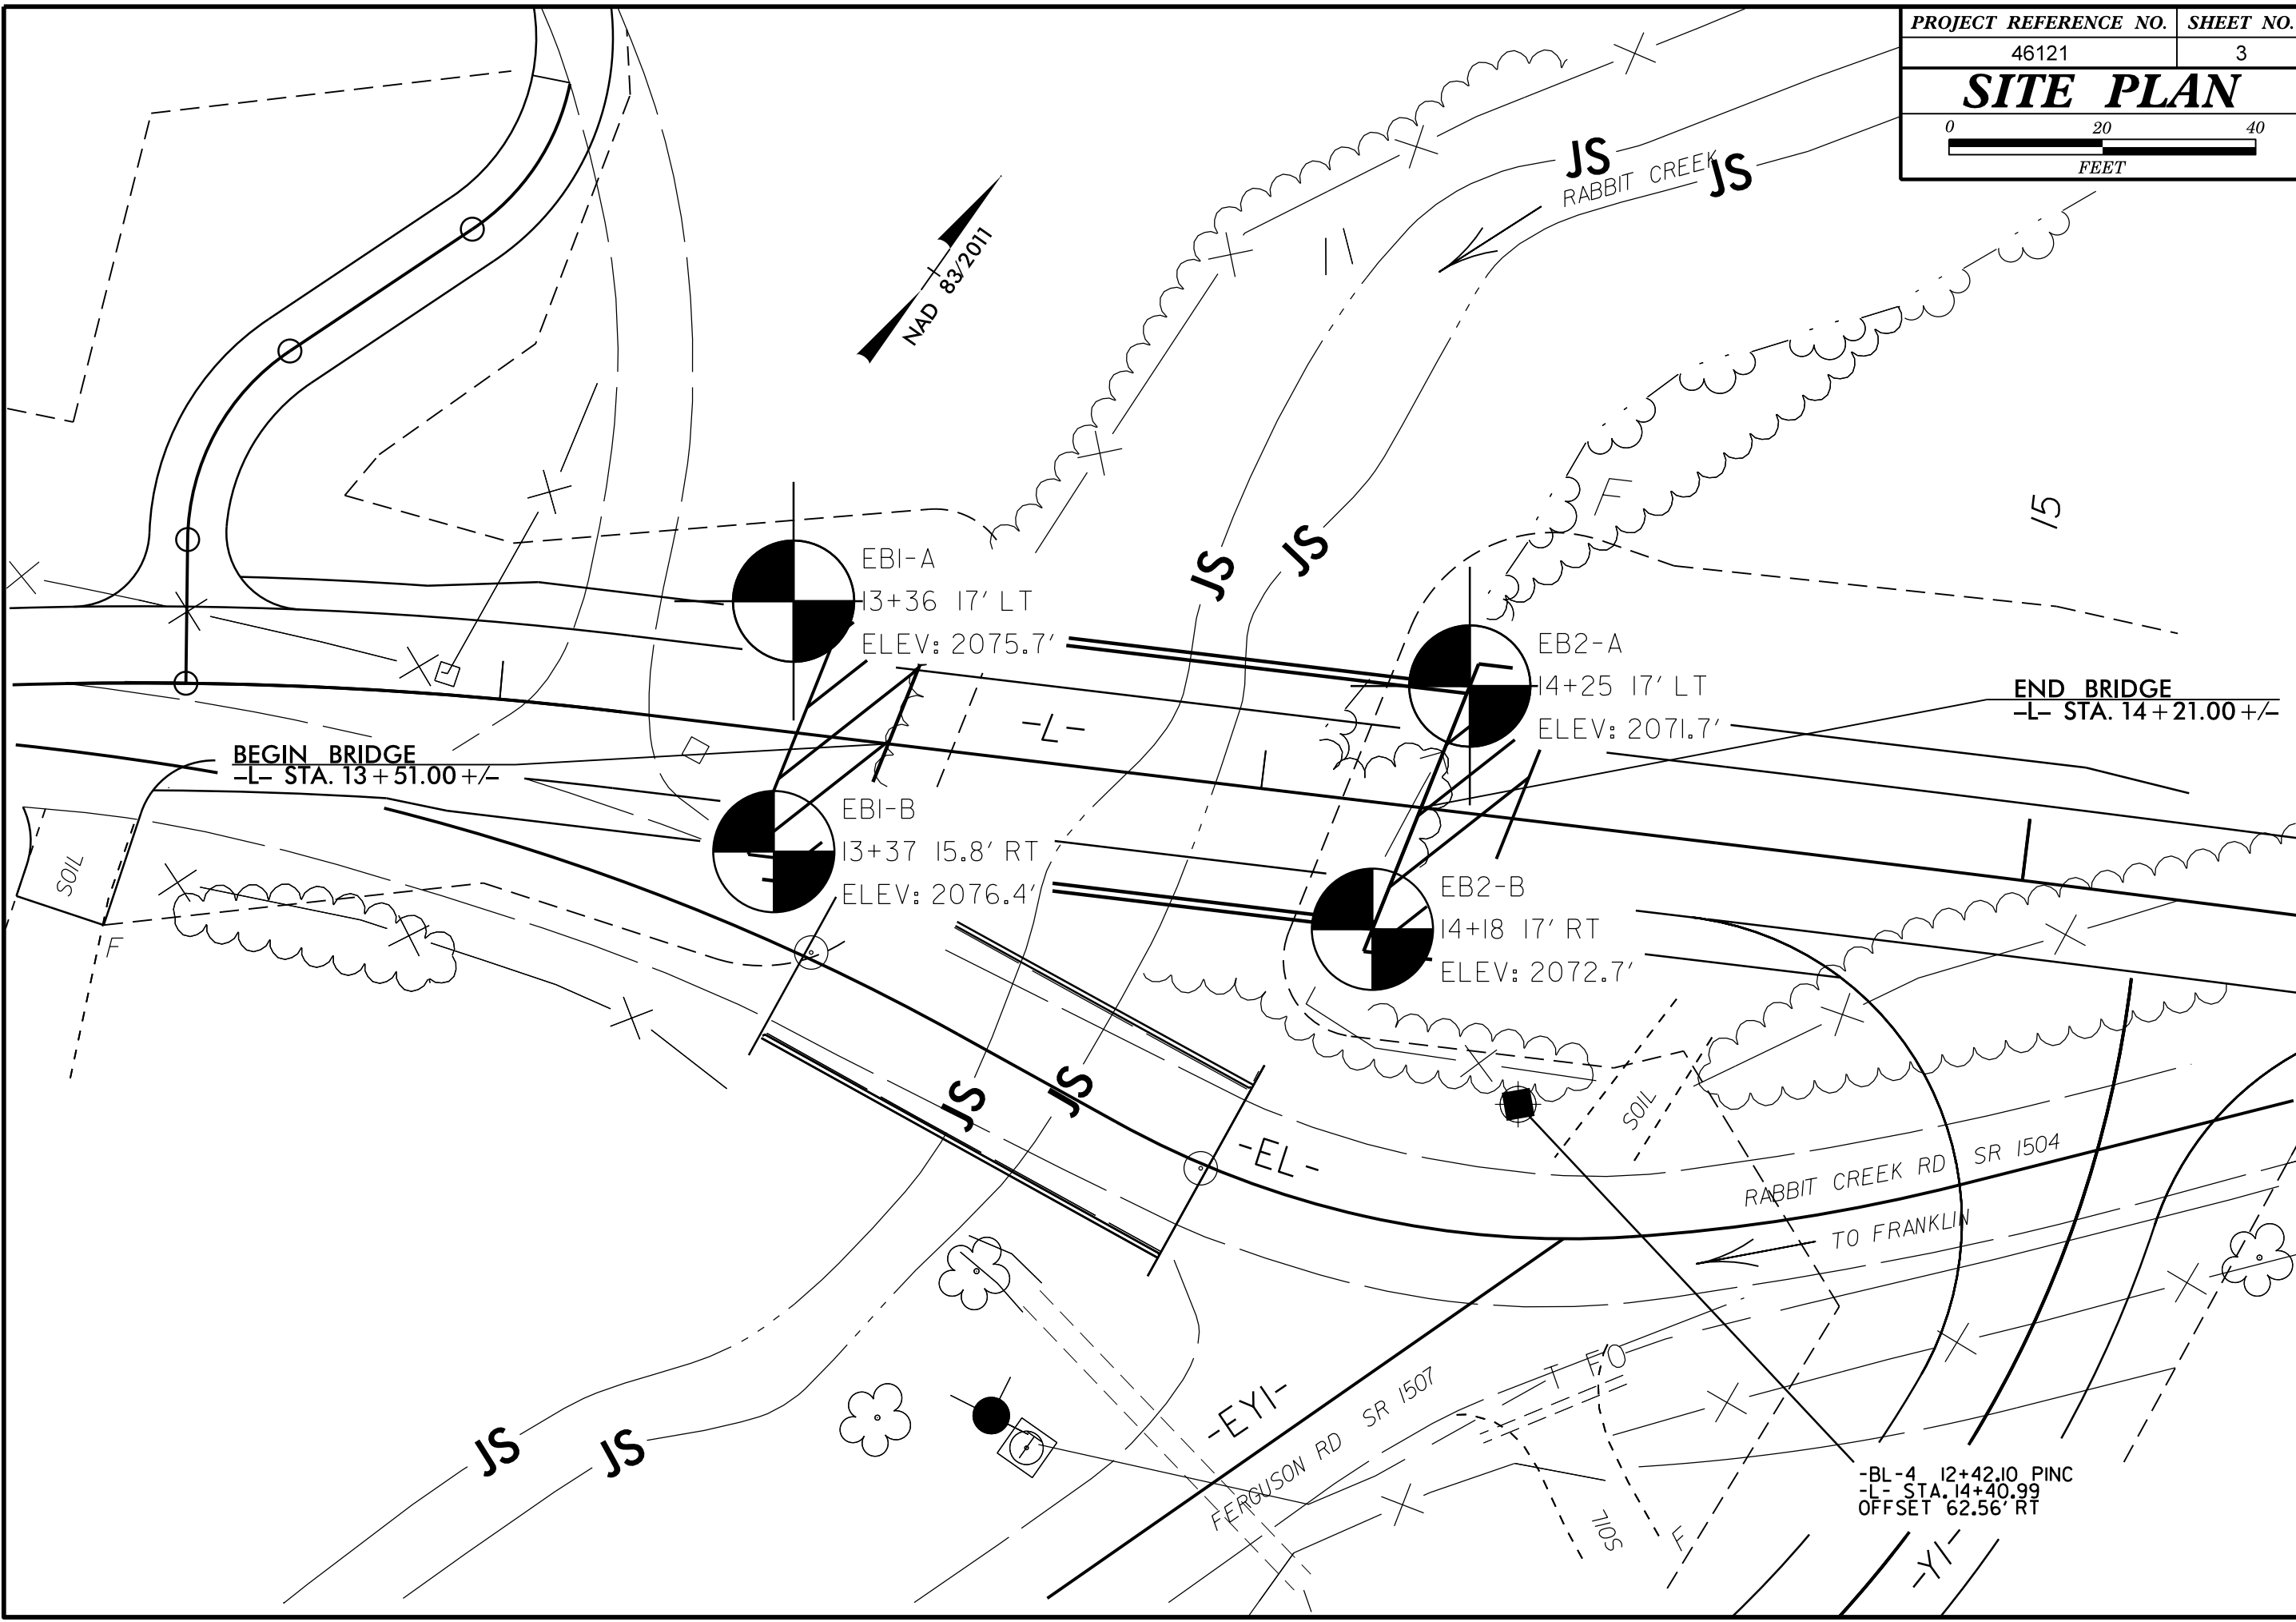 PROJECT REFERENCE NO. SHEET NO.
46121 3
SITE PLAN
0 20 40
FEET
JS
RABBIT CREEK
JS
NAD 83/2011
15
F
JS
JS
EB1-A
13+36 17' LT
ELEV: 2075.7'
EB2-A
14+25 17' LT
ELEV: 2071.7'
END BRIDGE
-L- STA. 14+21.00 +/-
-L-
BEGIN BRIDGE
-L- STA. 13+51.00 +/-
EB1-B
13+37 15.8' RT
ELEV: 2076.4'
EB2-B
14+18 17' RT
ELEV: 2072.7'
SOIL
F
JS
JS
-EL-
SOIL
RABBIT CREEK RD SR 1504
TO FRANKLIN
T FO
-EY1-
FERGUSON RD SR 1507
JS
JS
SOIL
F
-BL-4 12+42.10 PINC
-L- STA. 14+40.99
OFFSET 62.56' RT
-Y1-